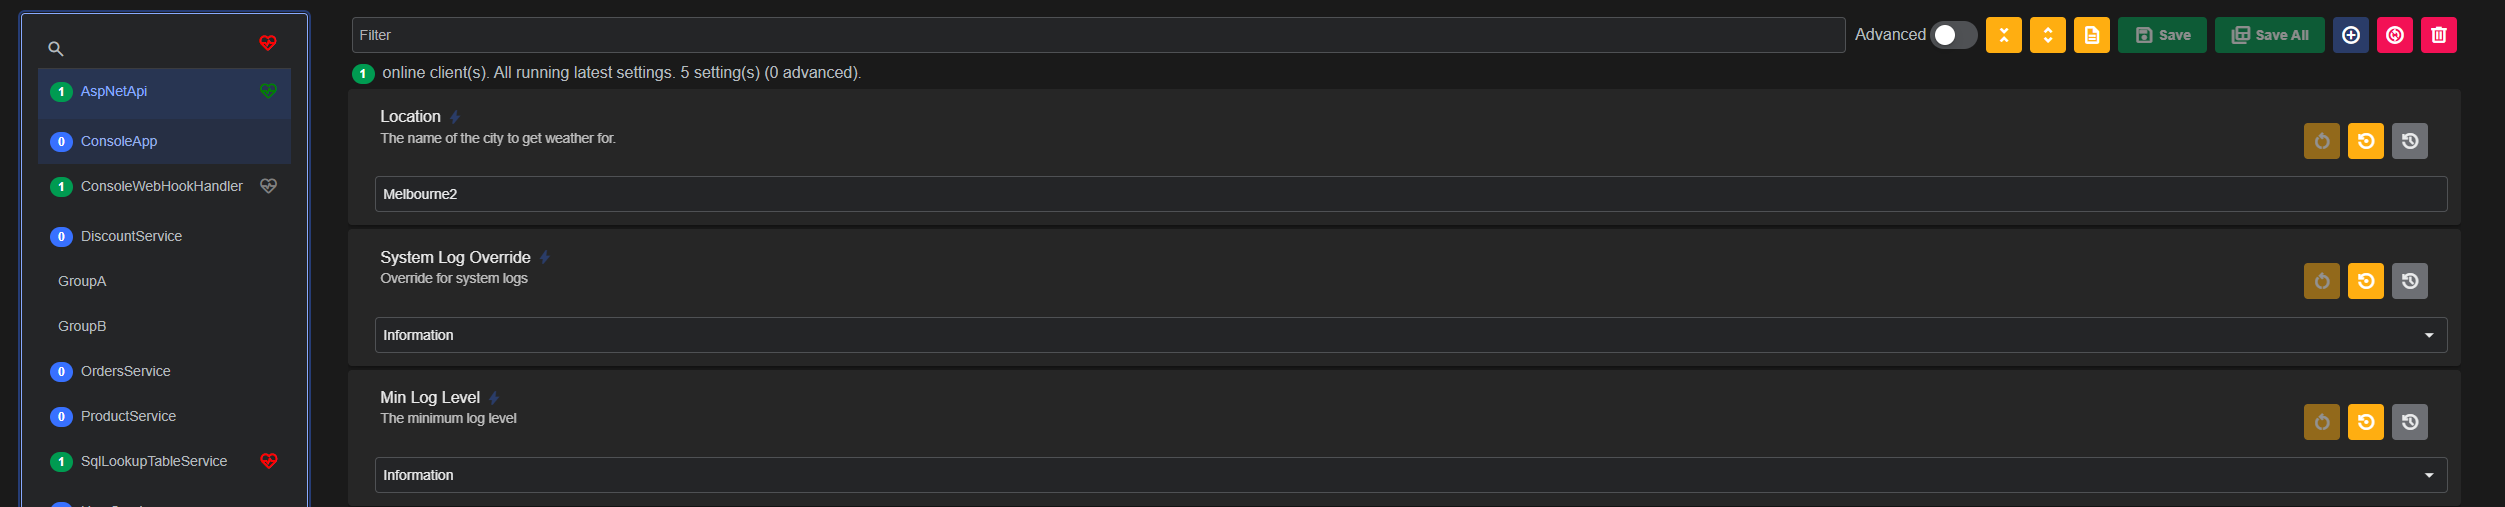 1 AspNetApi
0 ConsoleApp
1 ConsoleWebHookHandler
0 DiscountService
GroupA
GroupB
0 OrdersService
0 ProductService
1 SqlLookupTableService
Filter
Advanced
Save
Save All
1 online client(s). All running latest settings. 5 setting(s) (0 advanced).
Location
The name of the city to get weather for.
Melbourne2
System Log Override
Override for system logs
Information
Min Log Level
The minimum log level
Information